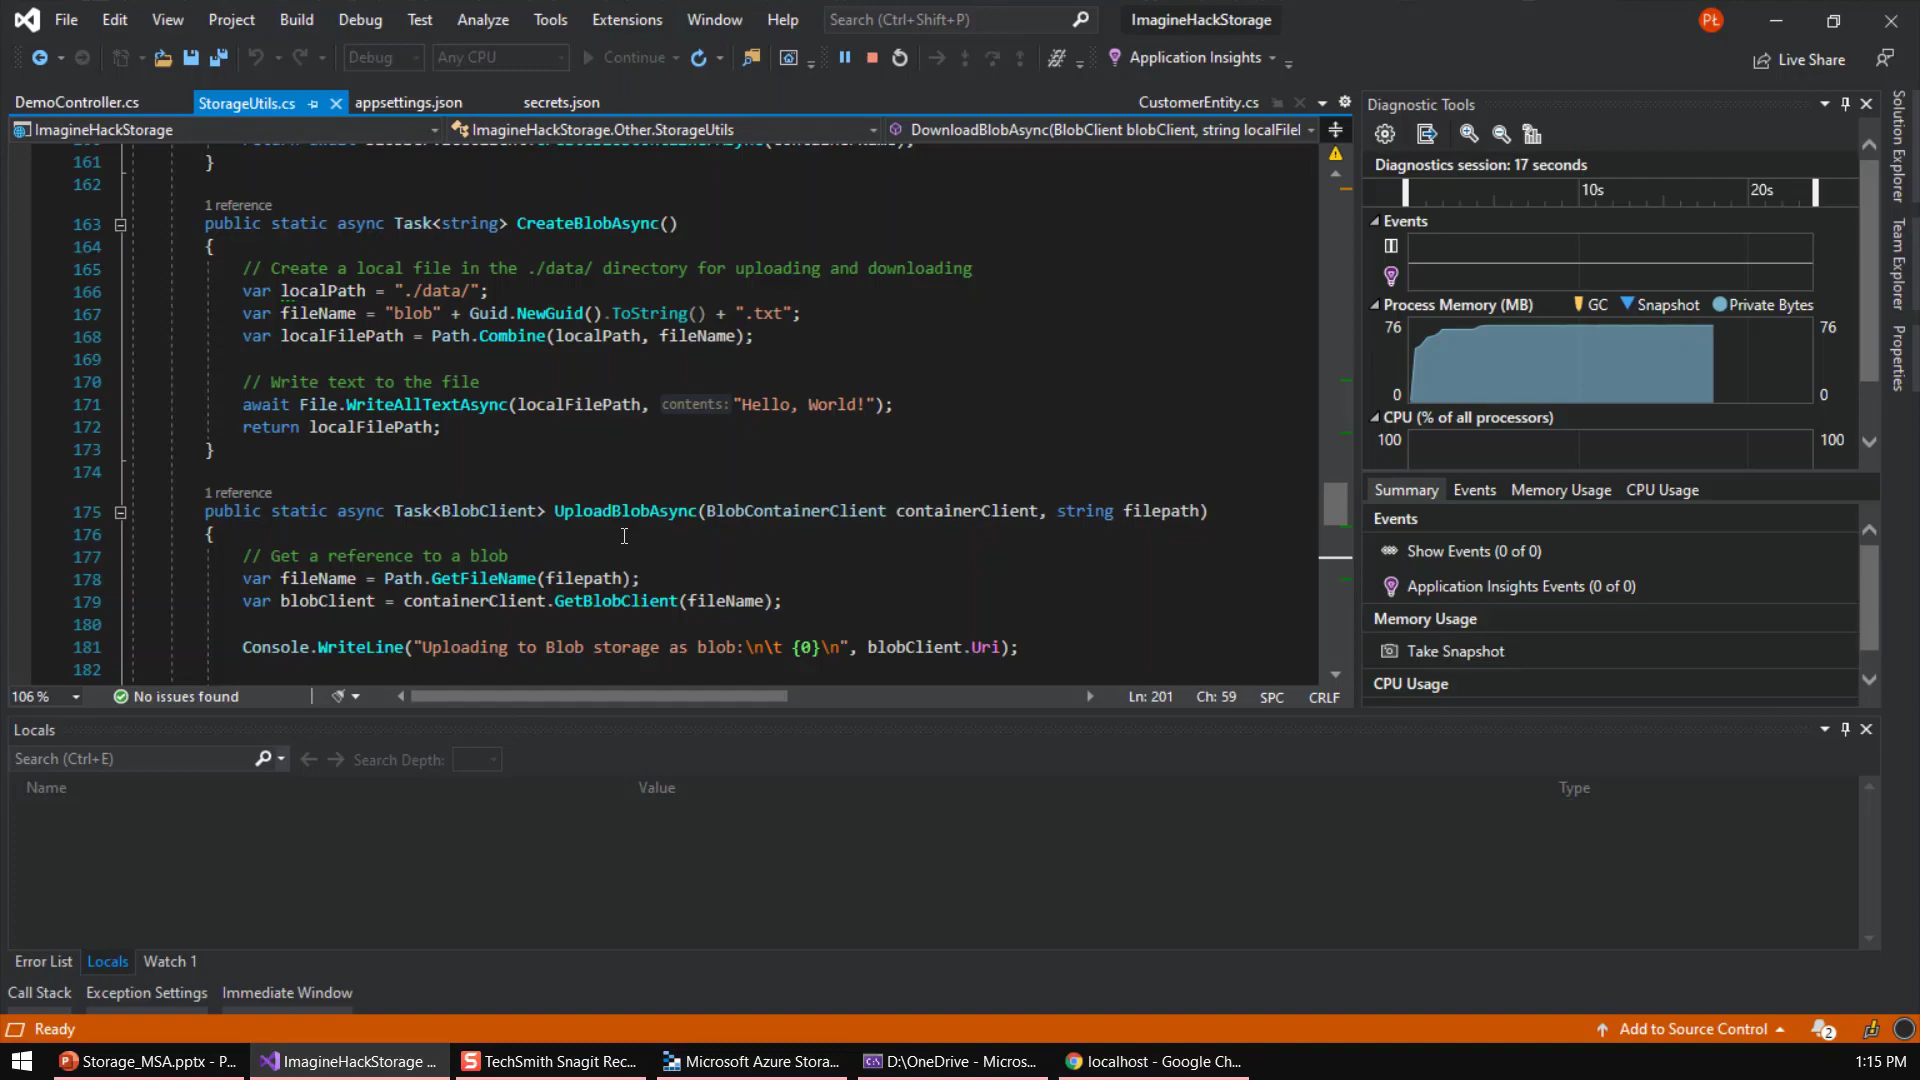 File Edit View Project Build Debug Test Analyze Tools Extensions Window Help Search (Ctrl+Shift+P) ImagineHackStorage PŁ
Debug Any CPU Continue Application Insights Live Share
DemoController.cs StorageUtils.cs appsettings.json secrets.json CustomerEntity.cs
ImagineHackStorage ImagineHackStorage.Other.StorageUtils DownloadBlobAsync(BlobClient blobClient, string localFilel
161 }
162
1 reference
163 public static async Task<string> CreateBlobAsync()
164 {
165 // Create a local file in the ./data/ directory for uploading and downloading
166 var localPath = "./data/";
167 var fileName = "blob" + Guid.NewGuid().ToString() + ".txt";
168 var localFilePath = Path.Combine(localPath, fileName);
169
170 // Write text to the file
171 await File.WriteAllTextAsync(localFilePath, contents: "Hello, World!");
172 return localFilePath;
173 }
174
1 reference
175 public static async Task<BlobClient> UploadBlobAsync(BlobContainerClient containerClient, string filepath)
176 {
177 // Get a reference to a blob
178 var fileName = Path.GetFileName(filepath);
179 var blobClient = containerClient.GetBlobClient(fileName);
180
181 Console.WriteLine("Uploading to Blob storage as blob:\n\t {0}\n", blobClient.Uri);
182
106 % No issues found Ln: 201 Ch: 59 SPC CRLF
Diagnostic Tools
Diagnostics session: 17 seconds
10s 20s
Events
Process Memory (MB) GC Snapshot Private Bytes
76 76
0 0
CPU (% of all processors)
100 100
Summary Events Memory Usage CPU Usage
Events
Show Events (0 of 0)
Application Insights Events (0 of 0)
Memory Usage
Take Snapshot
CPU Usage
Solution Explorer
Team Explorer
Properties
Locals
Search (Ctrl+E) Search Depth:
Name Value Type
Error List Locals Watch 1
Call Stack Exception Settings Immediate Window
Ready Add to Source Control 2
Storage_MSA.pptx - P... ImagineHackStorage ... TechSmith Snagit Rec... Microsoft Azure Stora... D:\OneDrive - Micros... localhost - Google Ch... 1:15 PM